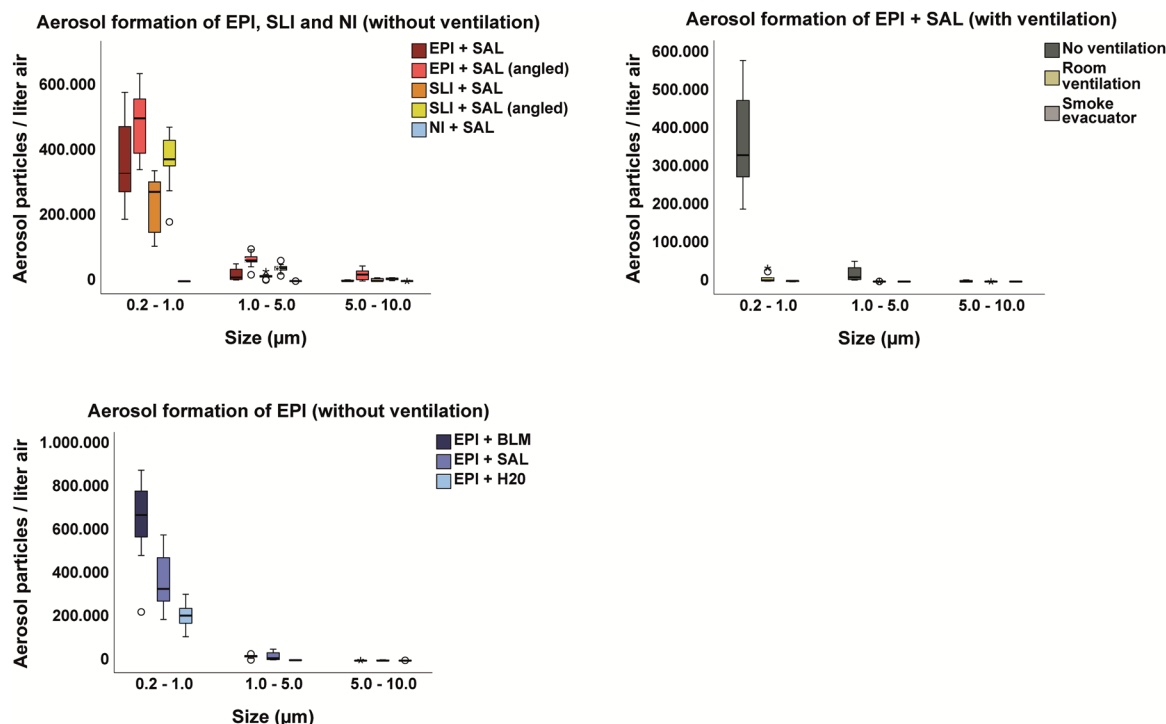 Aerosol formation of EPI, SLI and NI (without ventilation)
Aerosol particles / liter air
600.000
400.000
200.000
0
0.2 - 1.0
1.0 - 5.0
5.0 - 10.0
Size (µm)
EPI + SAL
EPI + SAL (angled)
SLI + SAL
SLI + SAL (angled)
NI + SAL
Aerosol formation of EPI + SAL (with ventilation)
Aerosol particles / liter air
600.000
500.000
400.000
300.000
200.000
100.000
0
0.2 - 1.0
1.0 - 5.0
5.0 - 10.0
Size (µm)
No ventilation
Room
ventilation
Smoke
evacuator
Aerosol formation of EPI (without ventilation)
Aerosol particles / liter air
1.000.000
800.000
600.000
400.000
200.000
0
0.2 - 1.0
1.0 - 5.0
5.0 - 10.0
Size (µm)
EPI + BLM
EPI + SAL
EPI + H20